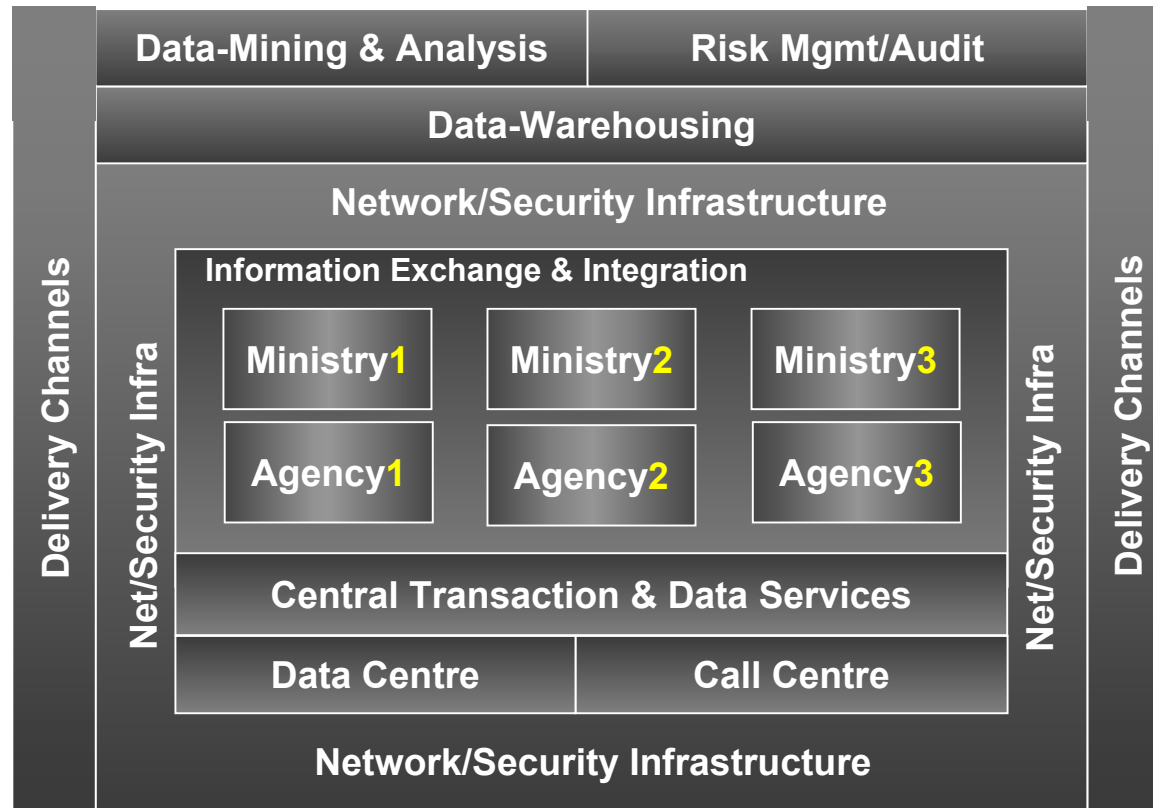 Data-Mining & Analysis
Risk Mgmt/Audit
Data-Warehousing
Network/Security Infrastructure
Delivery Channels
Net/Security Infra
Information Exchange & Integration
Ministry1
Ministry2
Ministry3
Agency1
Agency2
Agency3
Net/Security Infra
Delivery Channels
Central Transaction & Data Services
Data Centre
Call Centre
Network/Security Infrastructure